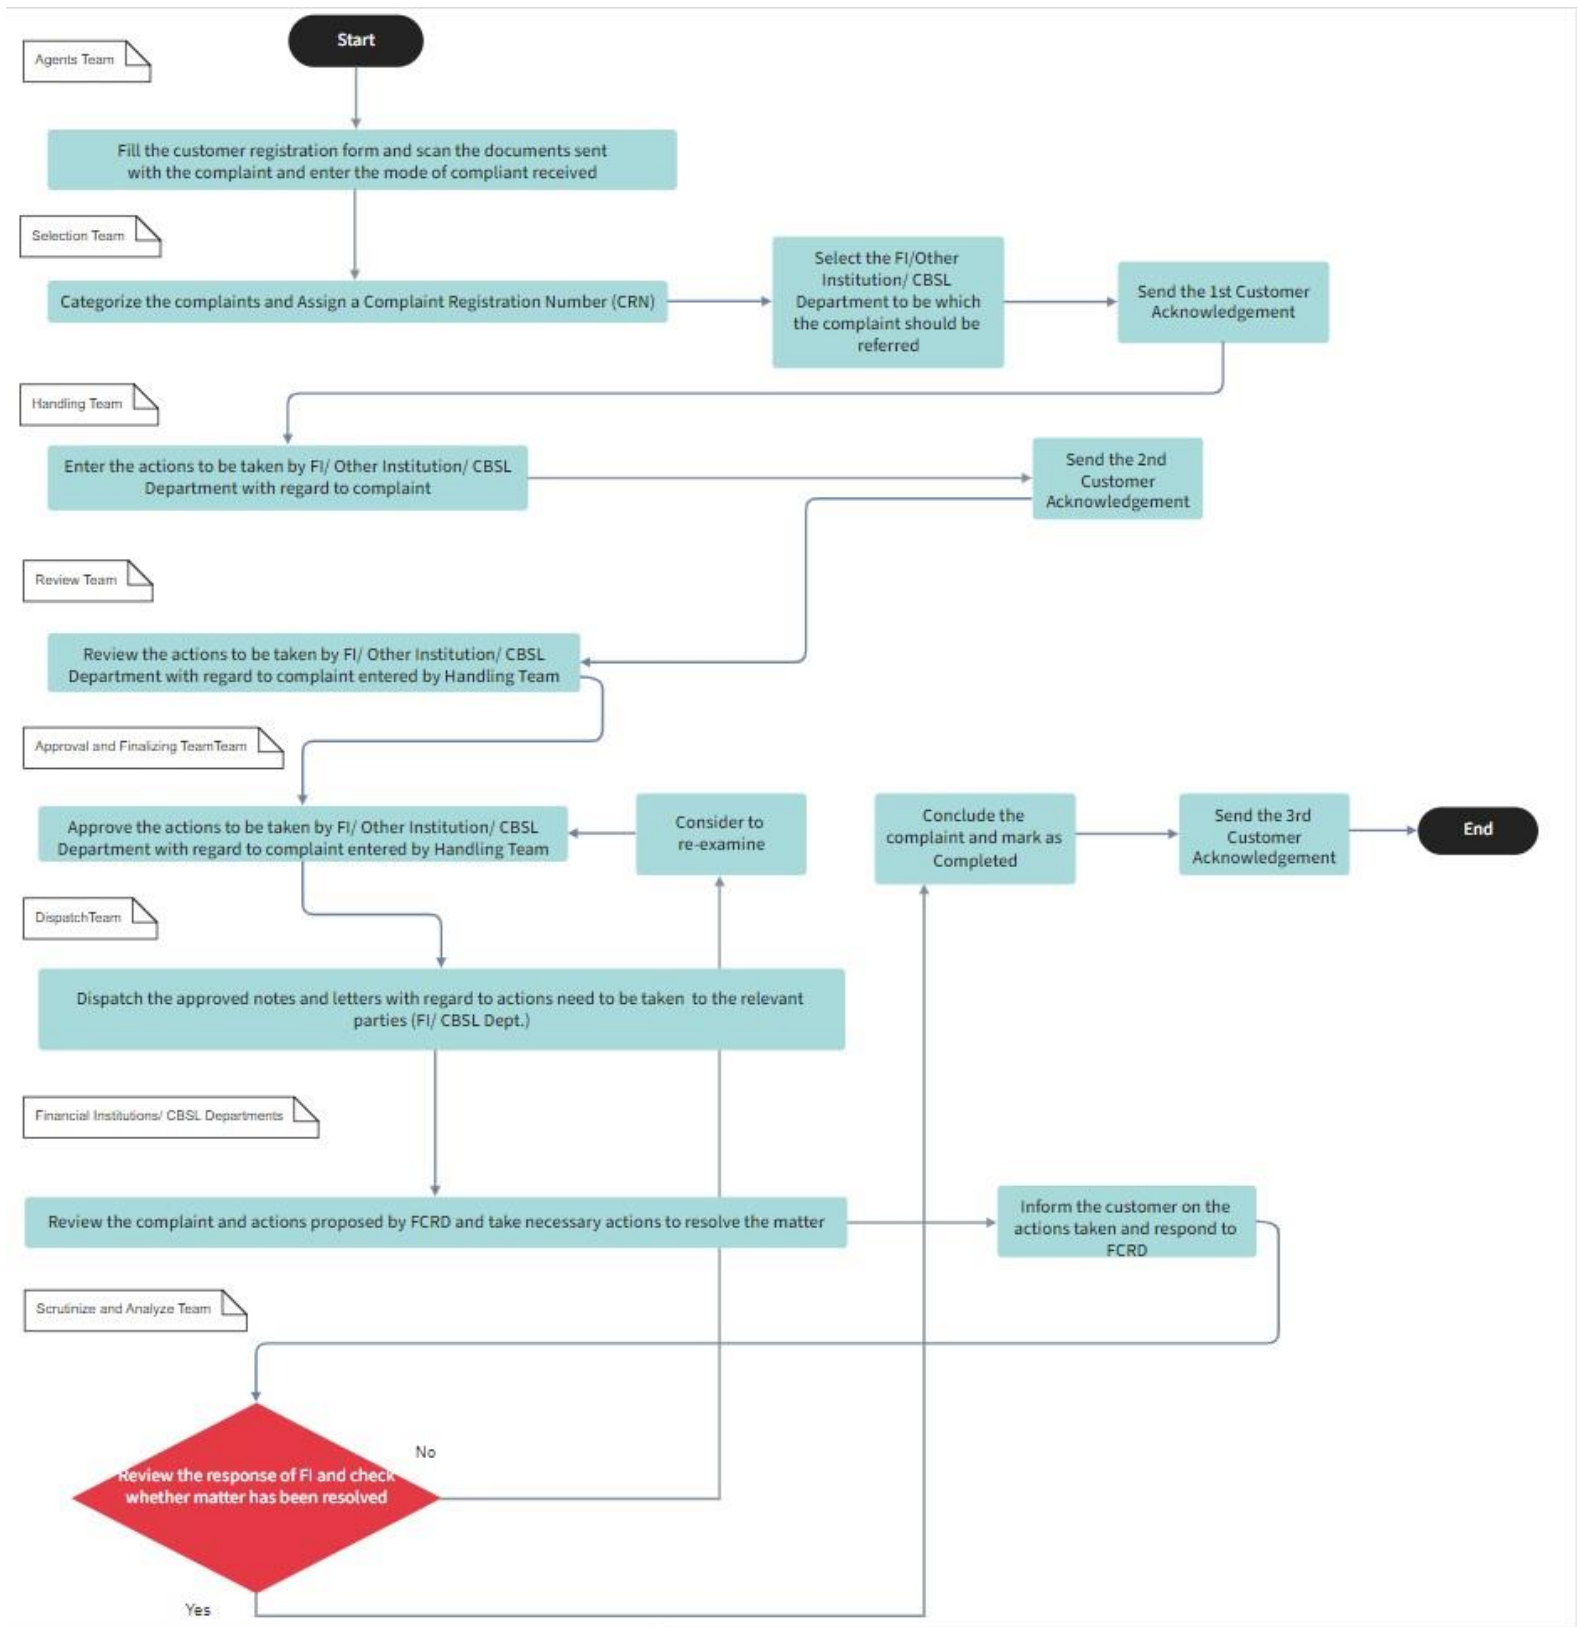 Start
Agents Team
Fill the customer registration form and scan the documents sent
with the complaint and enter the mode of compliant received
Selection Team
Categorize the complaints and Assign a Complaint Registration Number (CRN)
Select the FI/Other
Institution/ CBSL
Department to be which
the complaint should be
referred
Send the 1st Customer
Acknowledgement
Handling Team
Enter the actions to be taken by FI/ Other Institution/ CBSL
Department with regard to complaint
Send the 2nd
Customer
Acknowledgement
Review Team
Review the actions to be taken by FI/ Other Institution/ CBSL
Department with regard to complaint entered by Handling Team
Approval and Finalizing TeamTeam
Approve the actions to be taken by FI/ Other Institution/ CBSL
Department with regard to complaint entered by Handling Team
Consider to
re-examine
Conclude the
complaint and mark as
Completed
Send the 3rd
Customer
Acknowledgement
End
DispatchTeam
Dispatch the approved notes and letters with regard to actions need to be taken to the relevant
parties (FI/ CBSL Dept.)
Financial Institutions/ CBSL Departments
Review the complaint and actions proposed by FCRD and take necessary actions to resolve the matter
Inform the customer on the
actions taken and respond to
FCRD
Scrutinize and Analyze Team
Review the response of FI and check
whether matter has been resolved
No
Yes